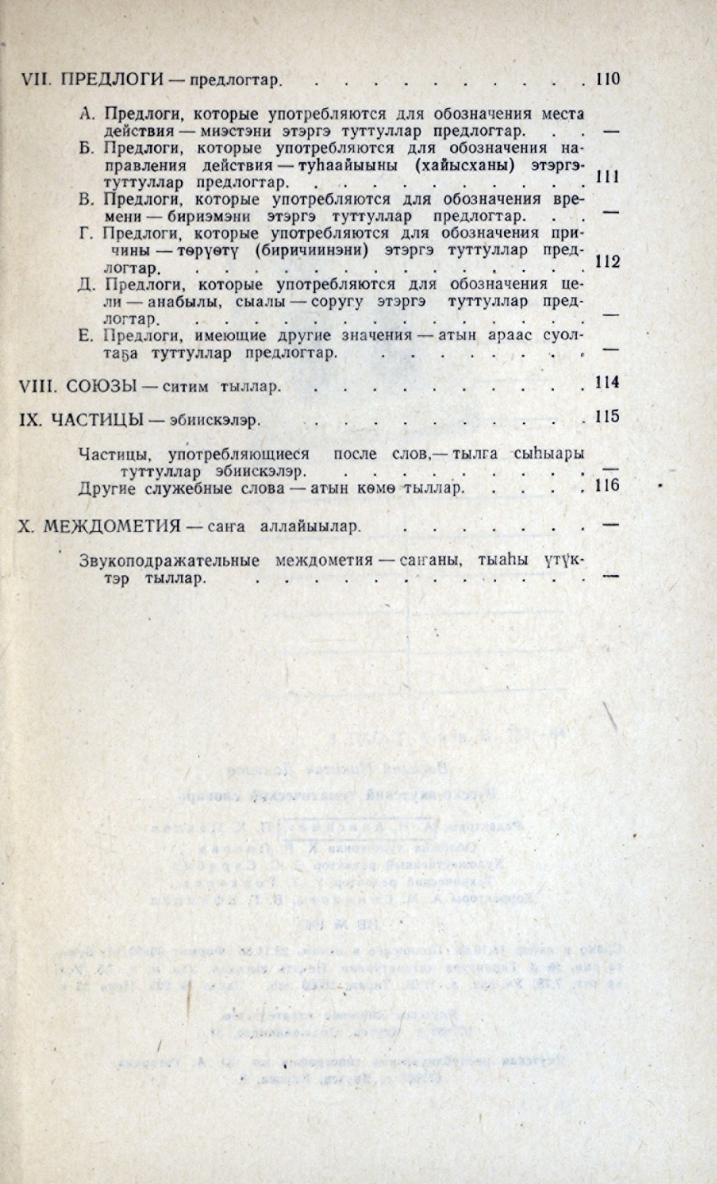 VII. ПРЕДЛОГИ — предлогтар. . . . . . . . . . . . 110
А. Предлоги, которые употребляются для обозначения места
действия — миэстэни этэргэ туттуллар предлогтар. . . —
Б. Предлоги, которые употребляются для обозначения на-
правления действия — туһаайыыны (хайысханы) этэргэ-
туттуллар предлогтар. . . . . . . . . . . 111
В. Предлоги, которые употребляются для обозначения вре-
мени — бириэмэни этэргэ туттуллар предлогтар. . . —
Г. Предлоги, которые употребляются для обозначения при-
чины — төрүөтү (биричиинэни) этэргэ туттуллар пред-
логтар. . . . . . . . . . . . . . . 112
Д. Предлоги, которые употребляются для обозначения це-
ли — анабылы, сыалы — соругу этэргэ туттуллар пред-
логтар. . . . . . . . . . . . . . . —
Е. Предлоги, имеющие другие значения — атын араас суол-
таҕа туттуллар предлогтар. . . . . . . . —
VIII. СОЮЗЫ — ситим тыллар. . . . . . . . . . . . 114
IX. ЧАСТИЦЫ — эбиискэлэр. . . . . . . . . . . . 115
Частицы, употребляющиеся после слов,— тылга сыһыары
туттуллар эбиискэлэр. . . . . . . . . . —
Другие служебные слова — атын көмө тыллар. . . . . 116
X. МЕЖДОМЕТИЯ — саҥа аллайыылар. . . . . . . . —
Звукоподражательные междометия — саҥаны, тыаһы үтүк-
тэр тыллар. . . . . . . . . . . . . —